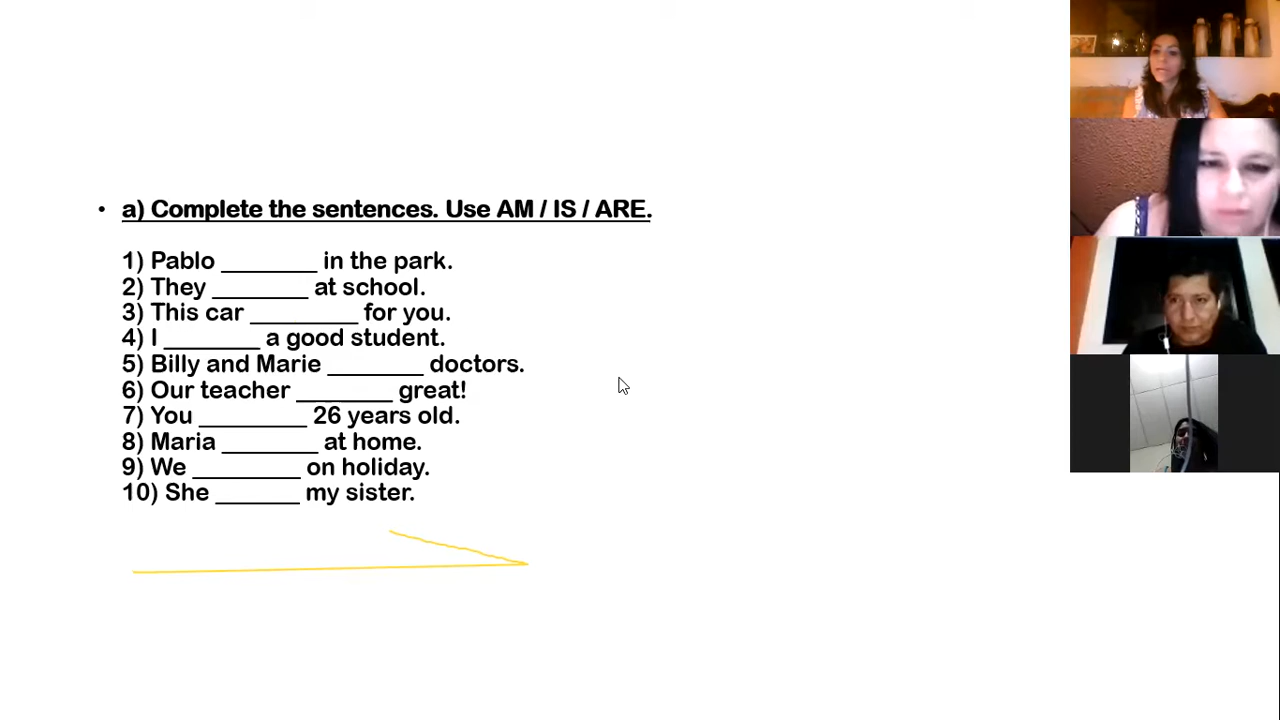 • a) Complete the sentences. Use AM / IS / ARE.
1) Pablo ________ in the park.
2) They ________ at school.
3) This car _________ for you.
4) I ________ a good student.
5) Billy and Marie ________ doctors.
6) Our teacher ________ great!
7) You _________ 26 years old.
8) Maria ________ at home.
9) We _________ on holiday.
10) She _______ my sister.